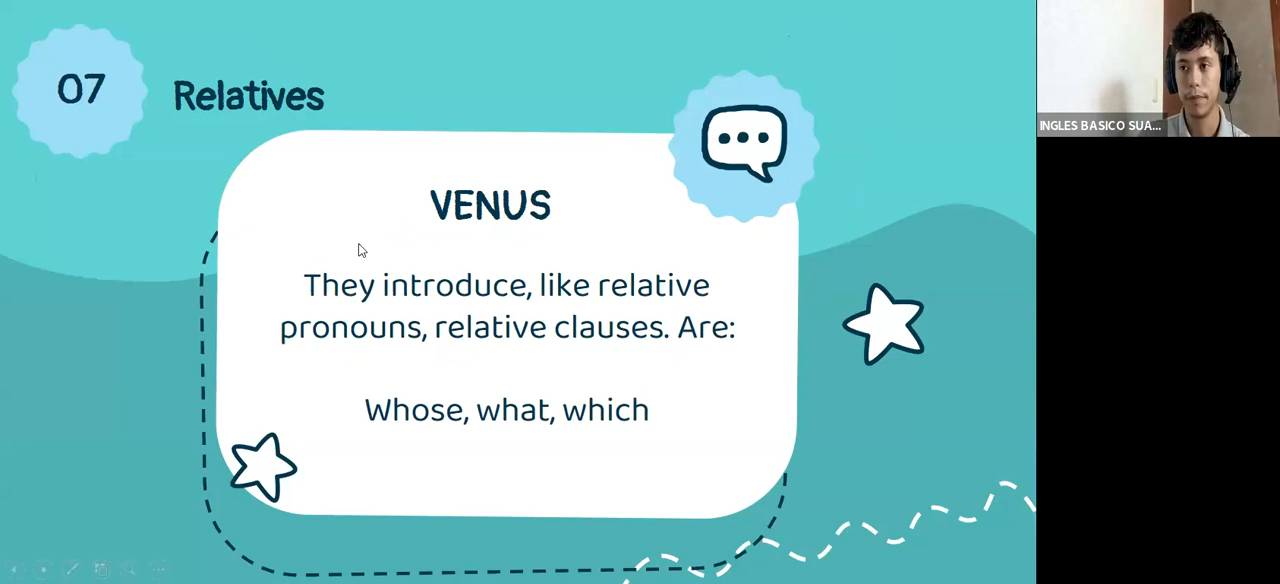 07
Relatives
VENUS
They introduce, like relative
pronouns, relative clauses. Are:
Whose, what, which
INGLES BASICO SUA...